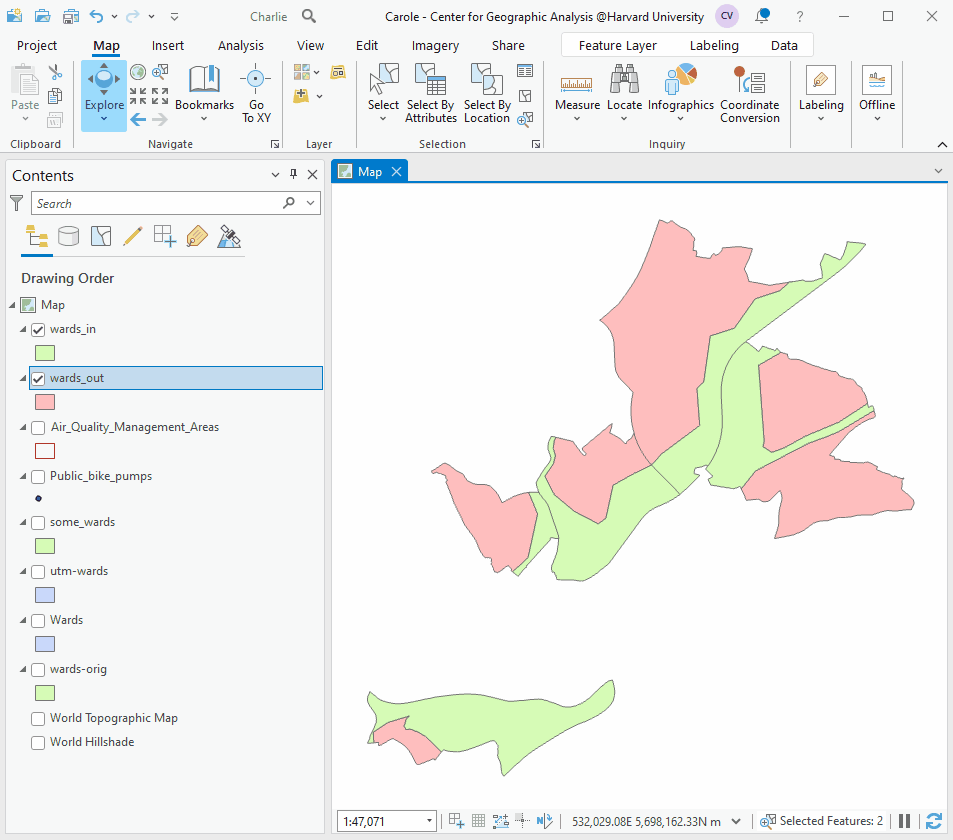 Charlie
Carole - Center for Geographic Analysis @Harvard University
CV
?
Project Map Insert Analysis View Edit Imagery Share Feature Layer Labeling Data
Paste
Explore
Bookmarks
Go
To XY
Select
Select By
Attributes
Select By
Location
Measure
Locate
Infographics
Coordinate
Conversion
Labeling
Offline
Clipboard Navigate Layer Selection Inquiry
Contents
Search
Drawing Order
Map
wards_in
wards_out
Air_Quality_Management_Areas
Public_bike_pumps
some_wards
utm-wards
Wards
wards-orig
World Topographic Map
World Hillshade
Map
1:47,071
N
532,029.08E 5,698,162.33N m
Selected Features: 2